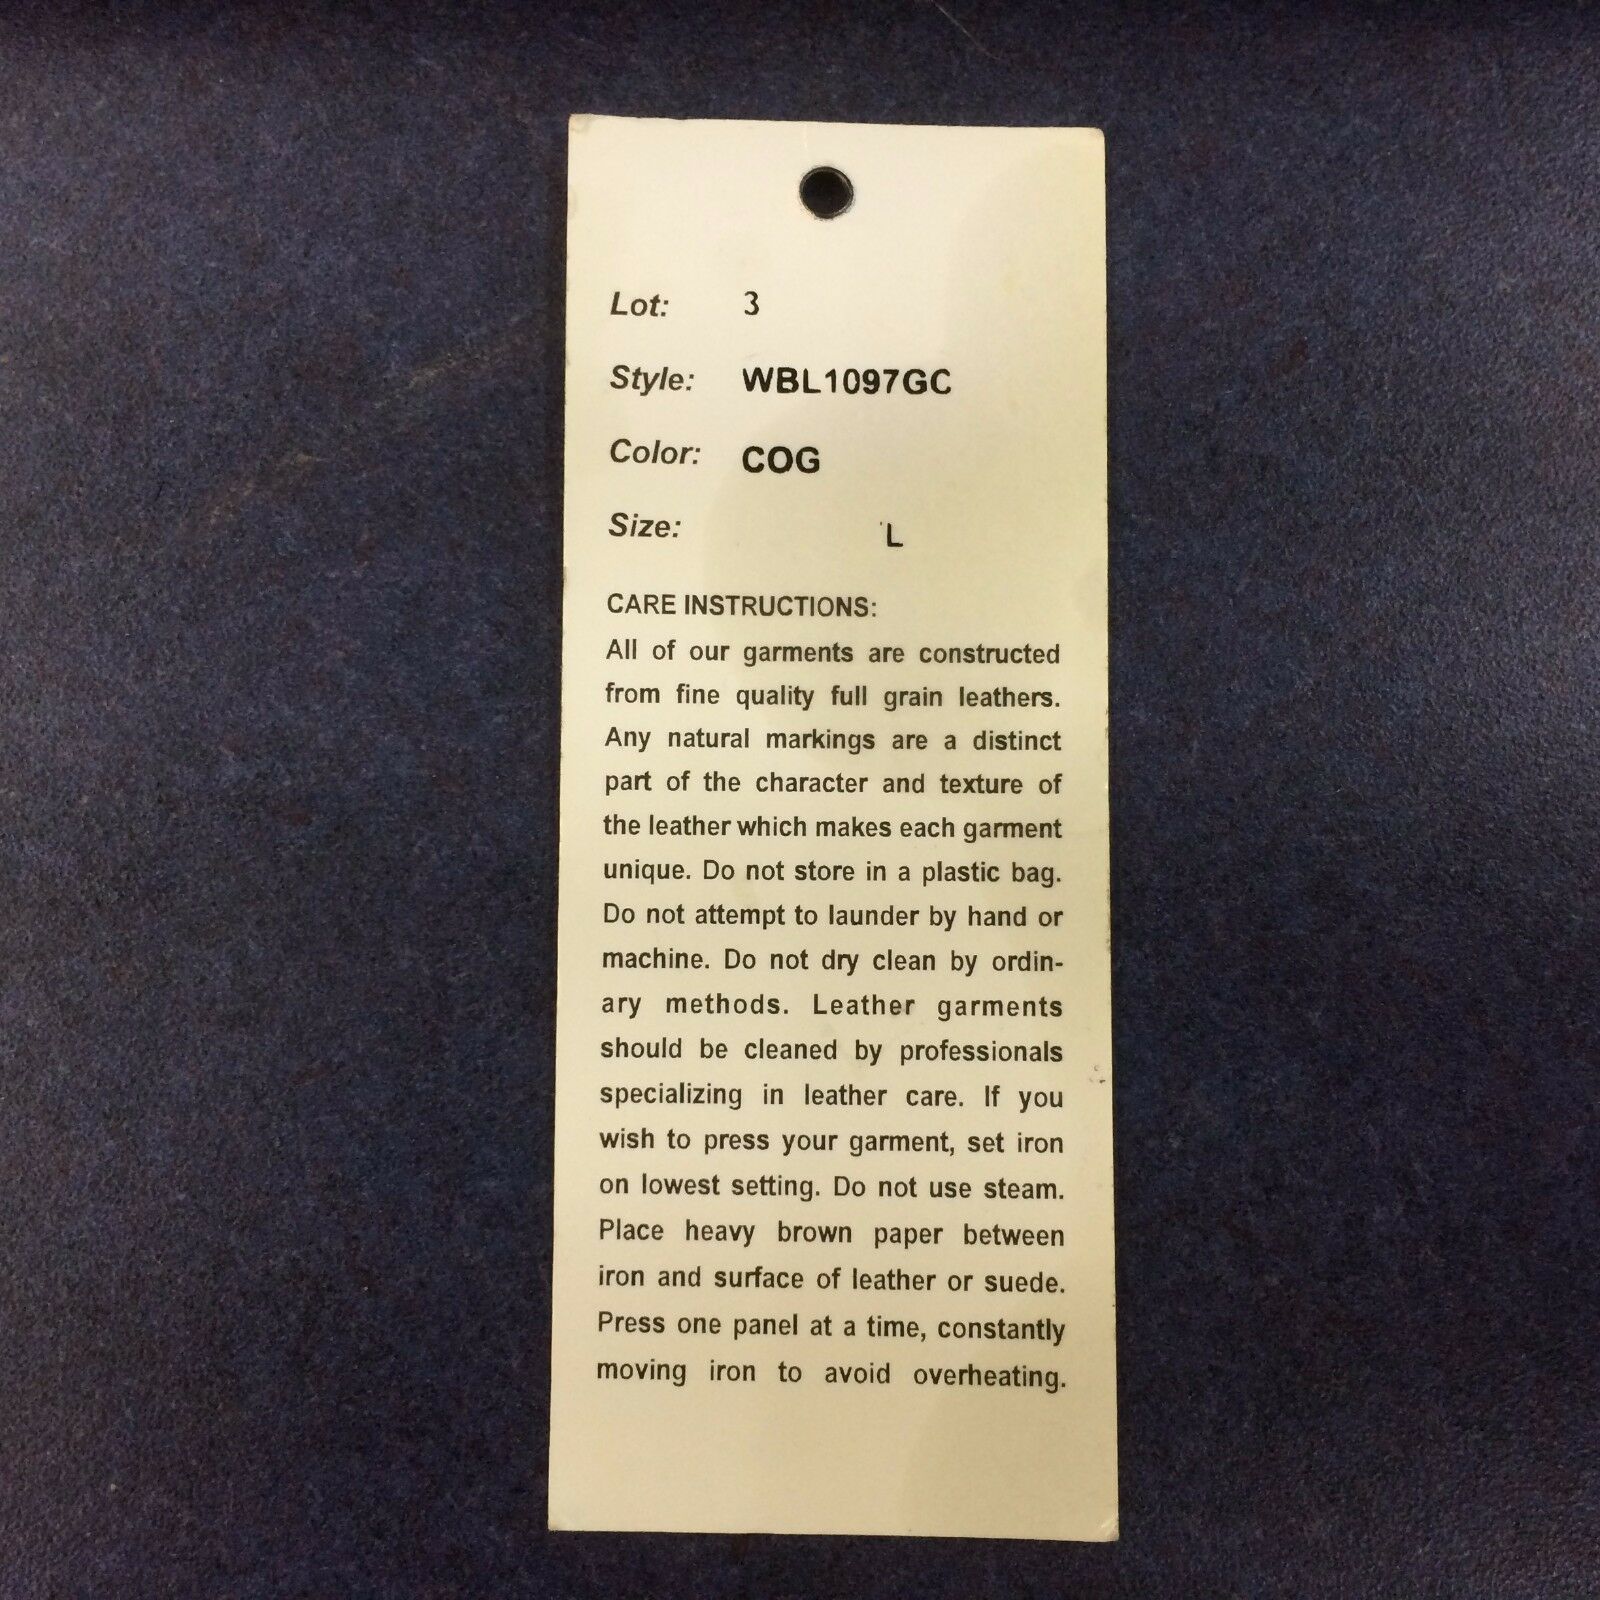 Lot: 3
Style: WBL1097GC
Color: COG
Size: L
CARE INSTRUCTIONS:
All of our garments are constructed
from fine quality full grain leathers.
Any natural markings are a distinct
part of the character and texture of
the leather which makes each garment
unique. Do not store in a plastic bag.
Do not attempt to launder by hand or
machine. Do not dry clean by ordin-
ary methods. Leather garments
should be cleaned by professionals
specializing in leather care. If you
wish to press your garment, set iron
on lowest setting. Do not use steam.
Place heavy brown paper between
iron and surface of leather or suede.
Press one panel at a time, constantly
moving iron to avoid overheating.